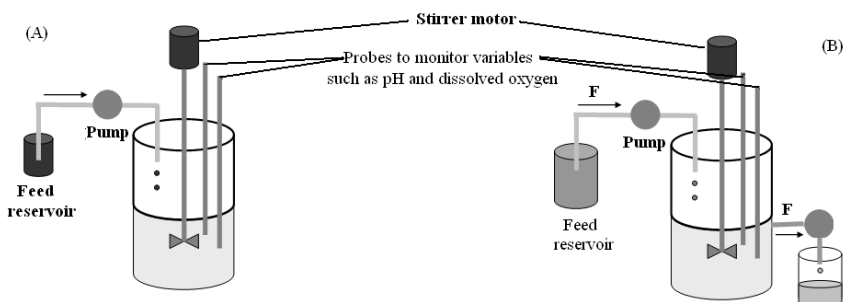 Stirrer motor
(A)
(B)
Probes to monitor variables
such as pH and dissolved oxygen
F
Pump
Pump
Feed
reservoir
Feed
reservoir
F